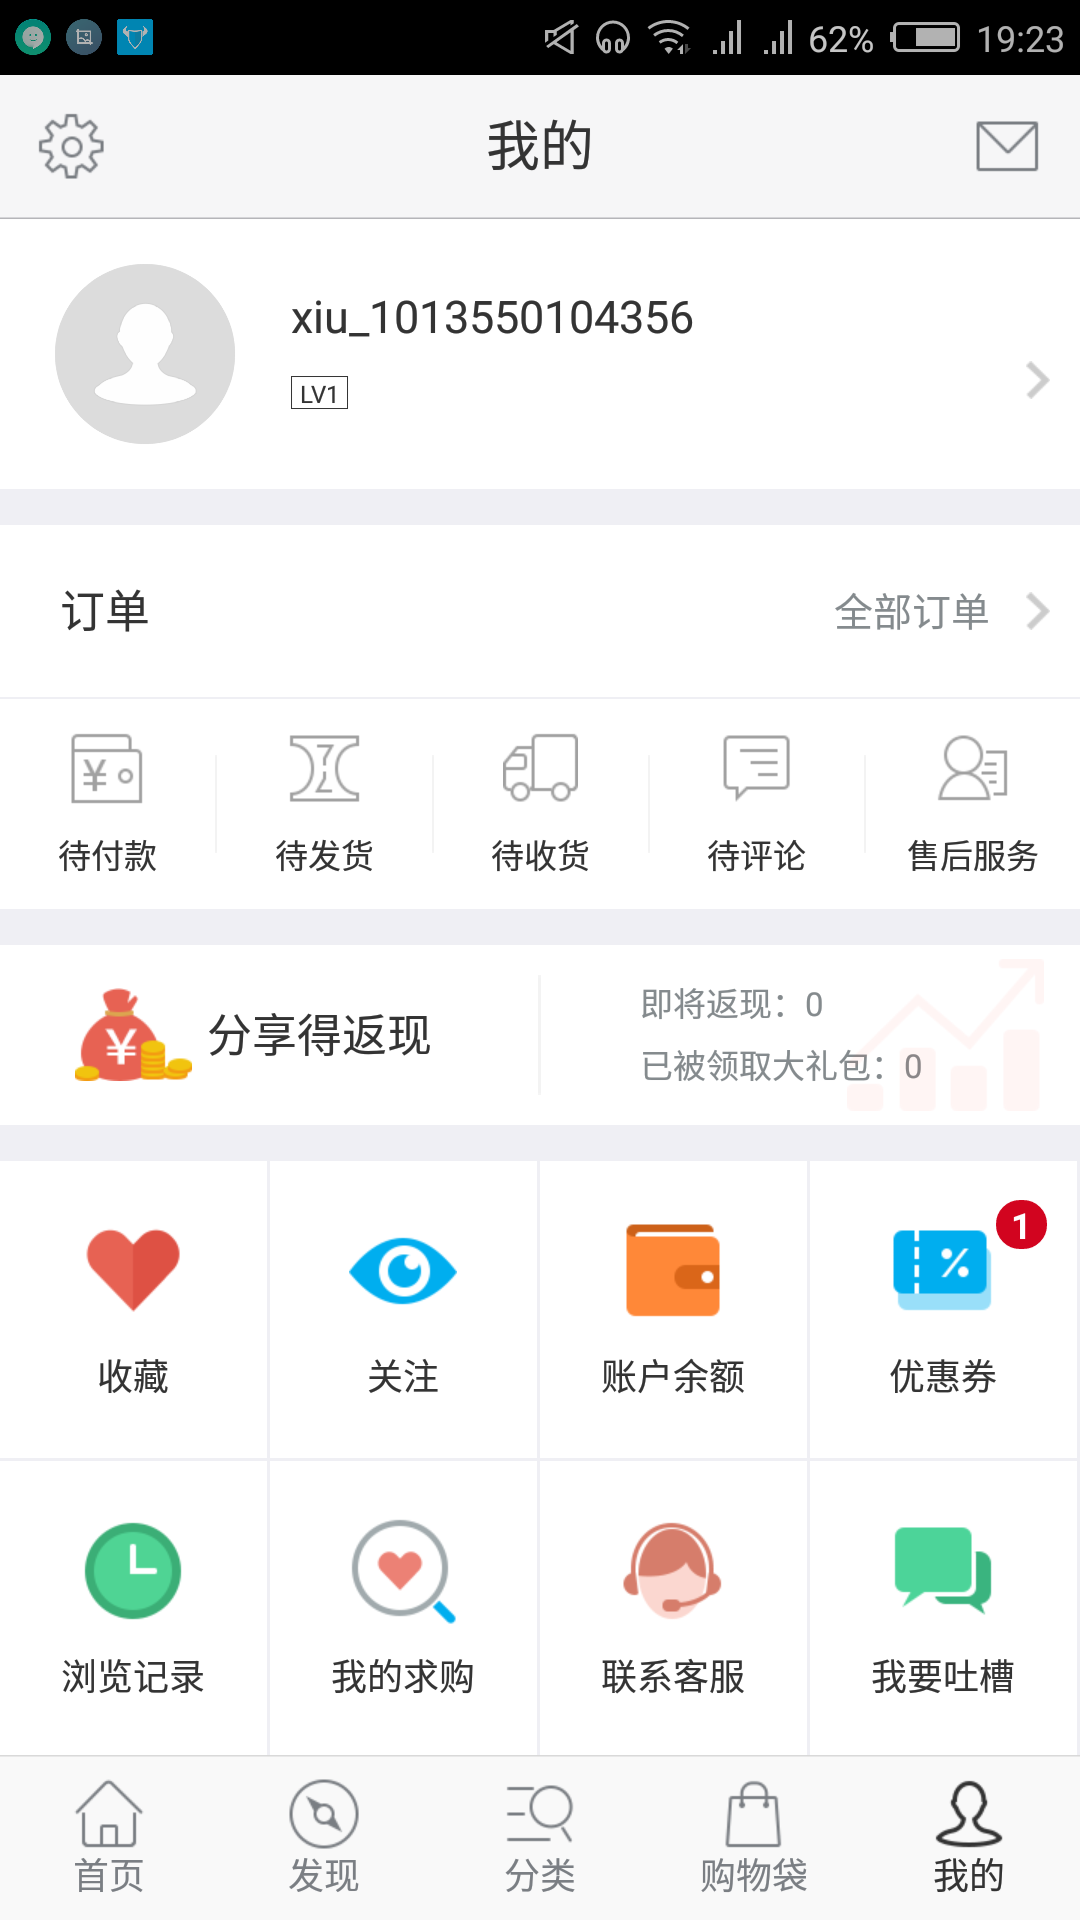 62% 19:23
我的
xiu_1013550104356
LV1
订单 全部订单
¥
待付款 待发货 待收货 待评论 售后服务
¥ 分享得返现
即将返现：0
已被领取大礼包：0
% 1
收藏 关注 账户余额 优惠券
浏览记录 我的求购 联系客服 我要吐槽
首页 发现 分类 购物袋 我的